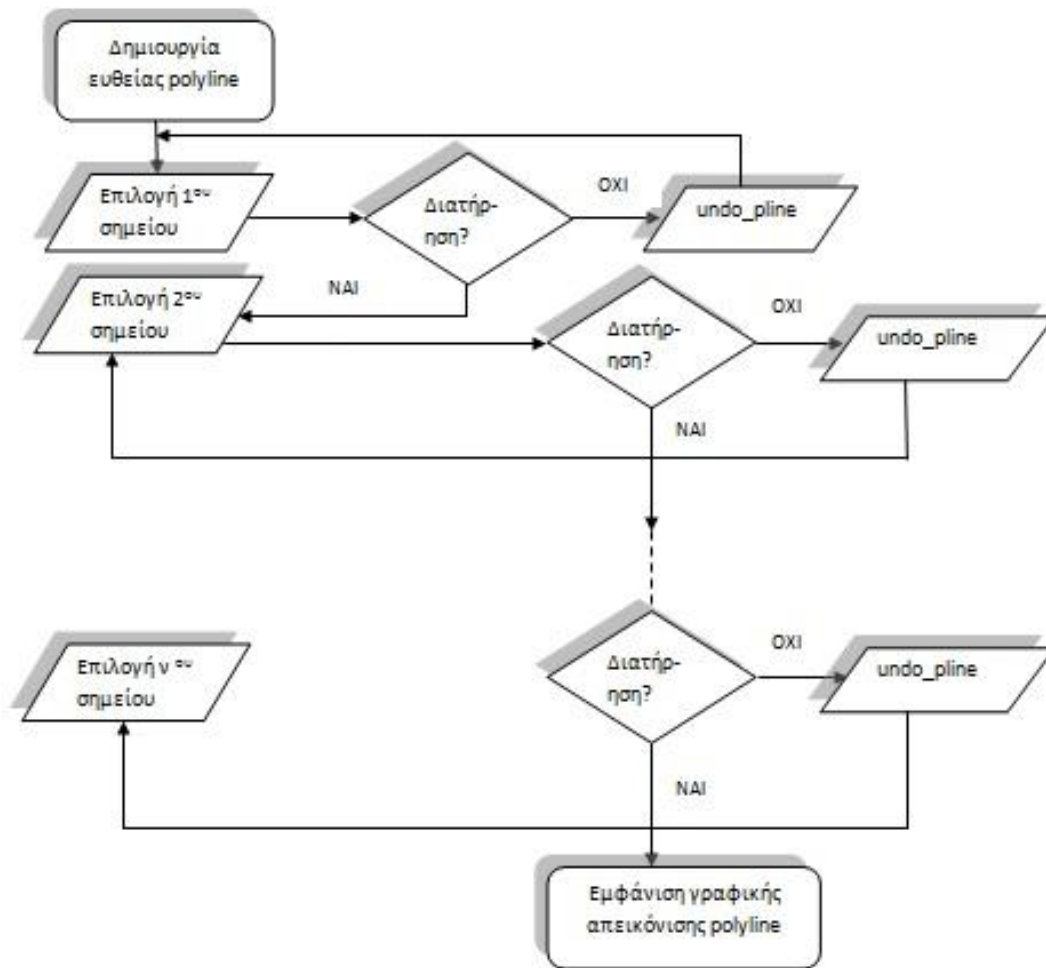 Δημιουργία
ευθείας polyline
Επιλογή 1ου
σημείου
Διατήρ-
ηση?
ΟΧΙ
undo_pline
ΝΑΙ
Επιλογή 2ου
σημείου
Διατήρ-
ηση?
ΟΧΙ
undo_pline
ΝΑΙ
Επιλογή ν ου
σημείου
Διατήρ-
ηση?
ΟΧΙ
undo_pline
ΝΑΙ
Εμφάνιση γραφικής
απεικόνισης polyline